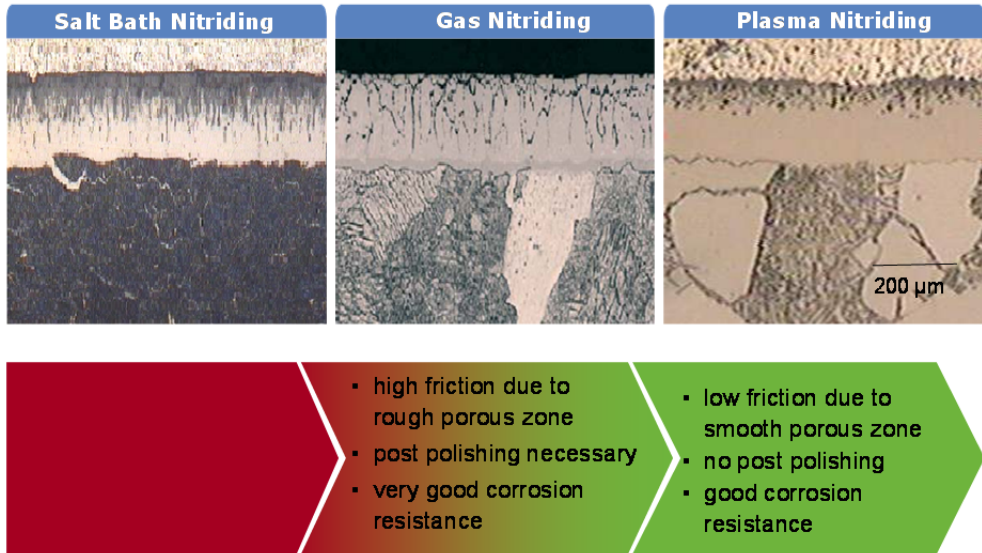 Salt Bath Nitriding
Gas Nitriding
Plasma Nitriding
200 µm
▪ high friction due to
rough porous zone
▪ post polishing necessary
▪ very good corrosion
resistance
▪ low friction due to
smooth porous zone
▪ no post polishing
▪ good corrosion
resistance